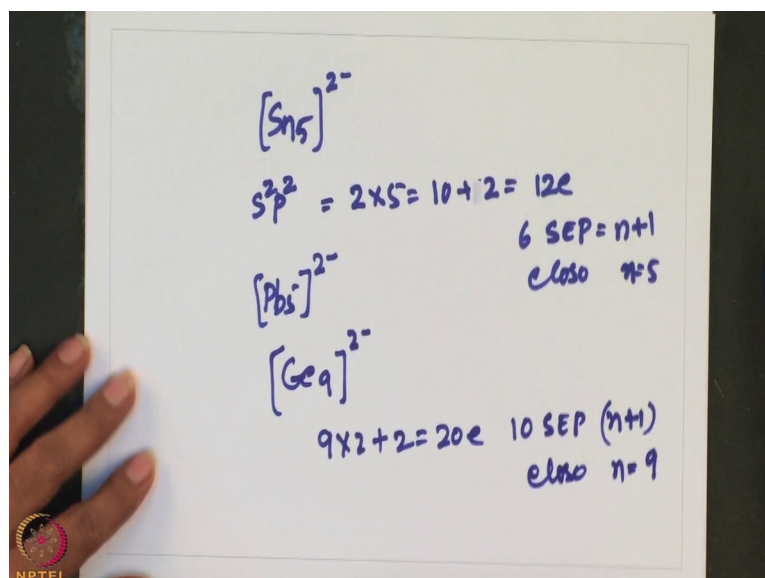 [Sn5]²⁻
s²p² = 2×5 = 10 + 2 = 12e
6 SEP = n+1
closo n=5
[Pb5]²⁻
[Ge9]²⁻
9×2+2 = 20e 10 SEP (n+1)
closo n=9
NPTEL